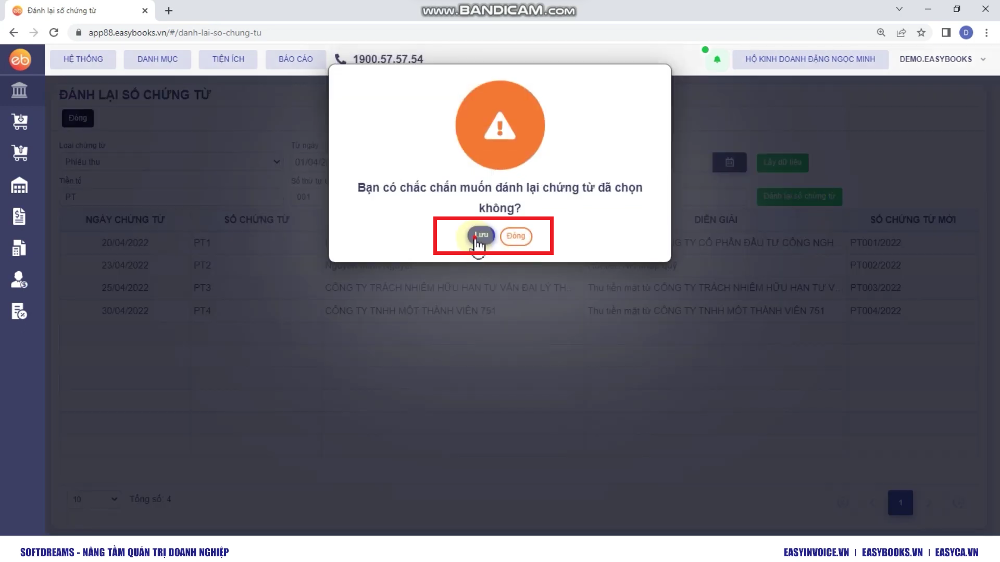 Đánh lại số chứng từ
www.BANDICAM.com
app88.easybooks.vn/#/danh-lai-so-chung-tu
D
eb
HỆ THỐNG
DANH MỤC
TIỆN ÍCH
BÁO CÁO
1900.57.57.54
HỘ KINH DOANH ĐẶNG NGỌC MINH
DEMO.EASYBOOKS
ĐÁNH LẠI SỐ CHỨNG TỪ
Đóng
Loại chứng từ
Từ ngày
Phiếu thu
01/04/2
Lấy dữ liệu
Tiền tố
Số thứ tự
PT
001
Đánh lại số chứng từ
Bạn có chắc chắn muốn đánh lại chứng từ đã chọn
không?
Lưu
Đóng
NGÀY CHỨNG TỪ
SỐ CHỨNG TỪ
DIỄN GIẢI
SỐ CHỨNG TỪ MỚI
20/04/2022
PT1
G TY CỔ PHẦN ĐẦU TƯ CÔNG NGH...
PT001/2022
23/04/2022
PT2
Nguyễn Minh Nguyệt
quỹ
PT002/2022
25/04/2022
PT3
CÔNG TY TRÁCH NHIỆM HỮU HẠN TƯ VẤN ĐẠI LÝ TH...
Thu tiền mặt từ CÔNG TY TRÁCH NHIỆM HỮU HẠN TƯ V...
PT003/2022
30/04/2022
PT4
CÔNG TY TNHH MỘT THÀNH VIÊN 751
Thu tiền mặt từ CÔNG TY TNHH MỘT THÀNH VIÊN 751
PT004/2022
10
Tổng số: 4
1
SOFTDREAMS - NÂNG TẦM QUẢN TRỊ DOANH NGHIỆP
EASYINVOICE.VN | EASYBOOKS.VN | EASYCA.VN